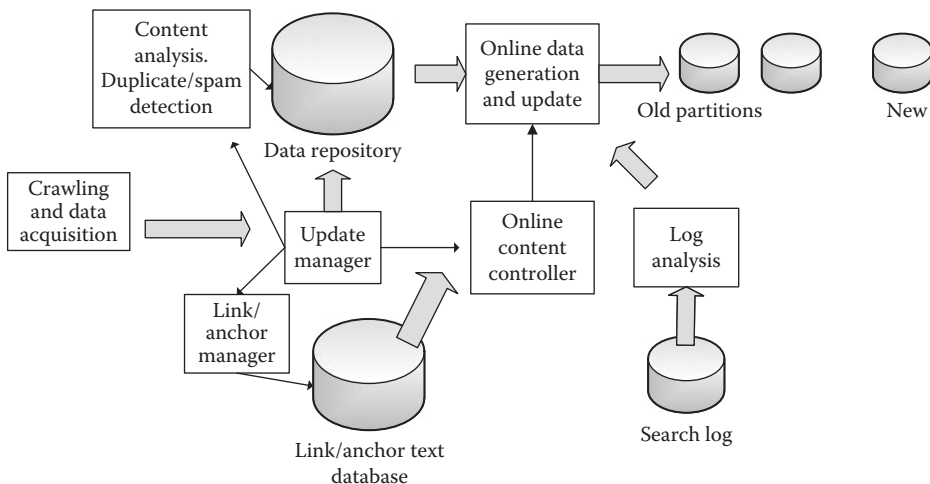 Content
analysis.
Duplicate/spam
detection
Data repository
Online data
generation
and update
Old partitions
New
Crawling
and data
acquisition
Update
manager
Online
content
controller
Log
analysis
Link/
anchor
manager
Link/anchor text
database
Search log